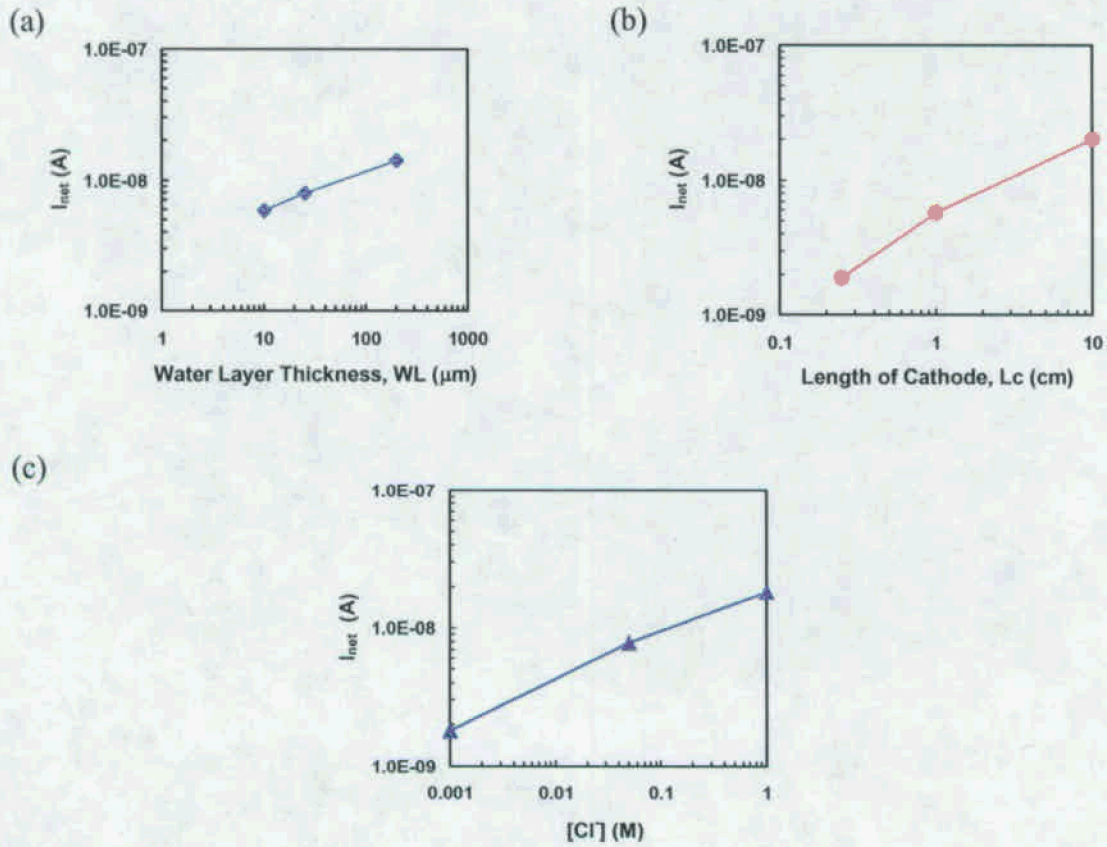 (a)
1.0E-07
1.0E-08
1.0E-09
I_net (A)
1 10 100 1000
Water Layer Thickness, WL (μm)
(b)
1.0E-07
1.0E-08
1.0E-09
I_net (A)
0.1 1 10
Length of Cathode, Lc (cm)
(c)
1.0E-07
1.0E-08
1.0E-09
I_net (A)
0.001 0.01 0.1 1
[Cl⁻] (M)